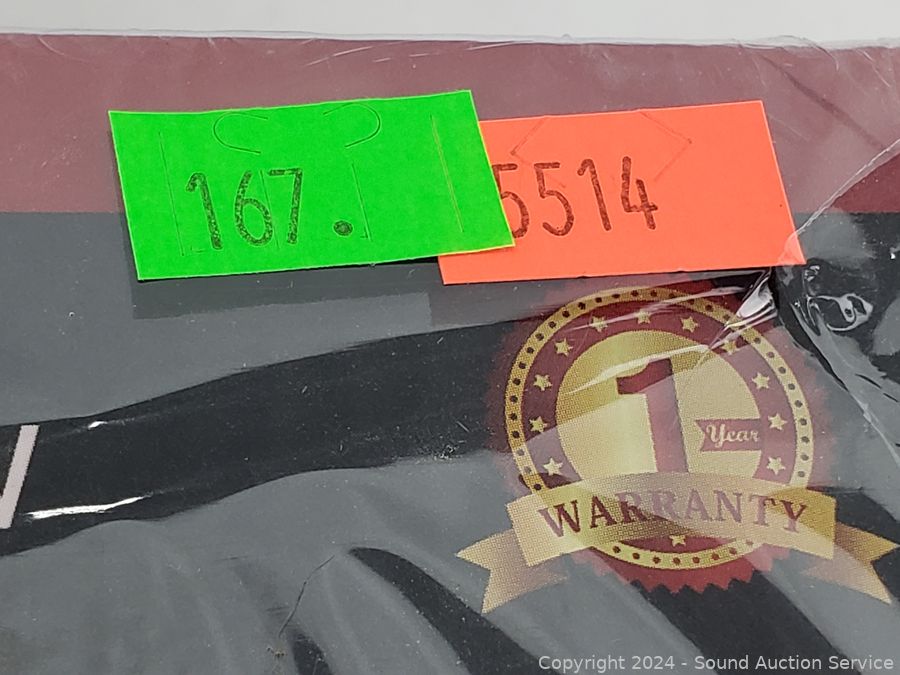 167.
5514
1
Year
WARRANTY
Copyright 2024 - Sound Auction Service